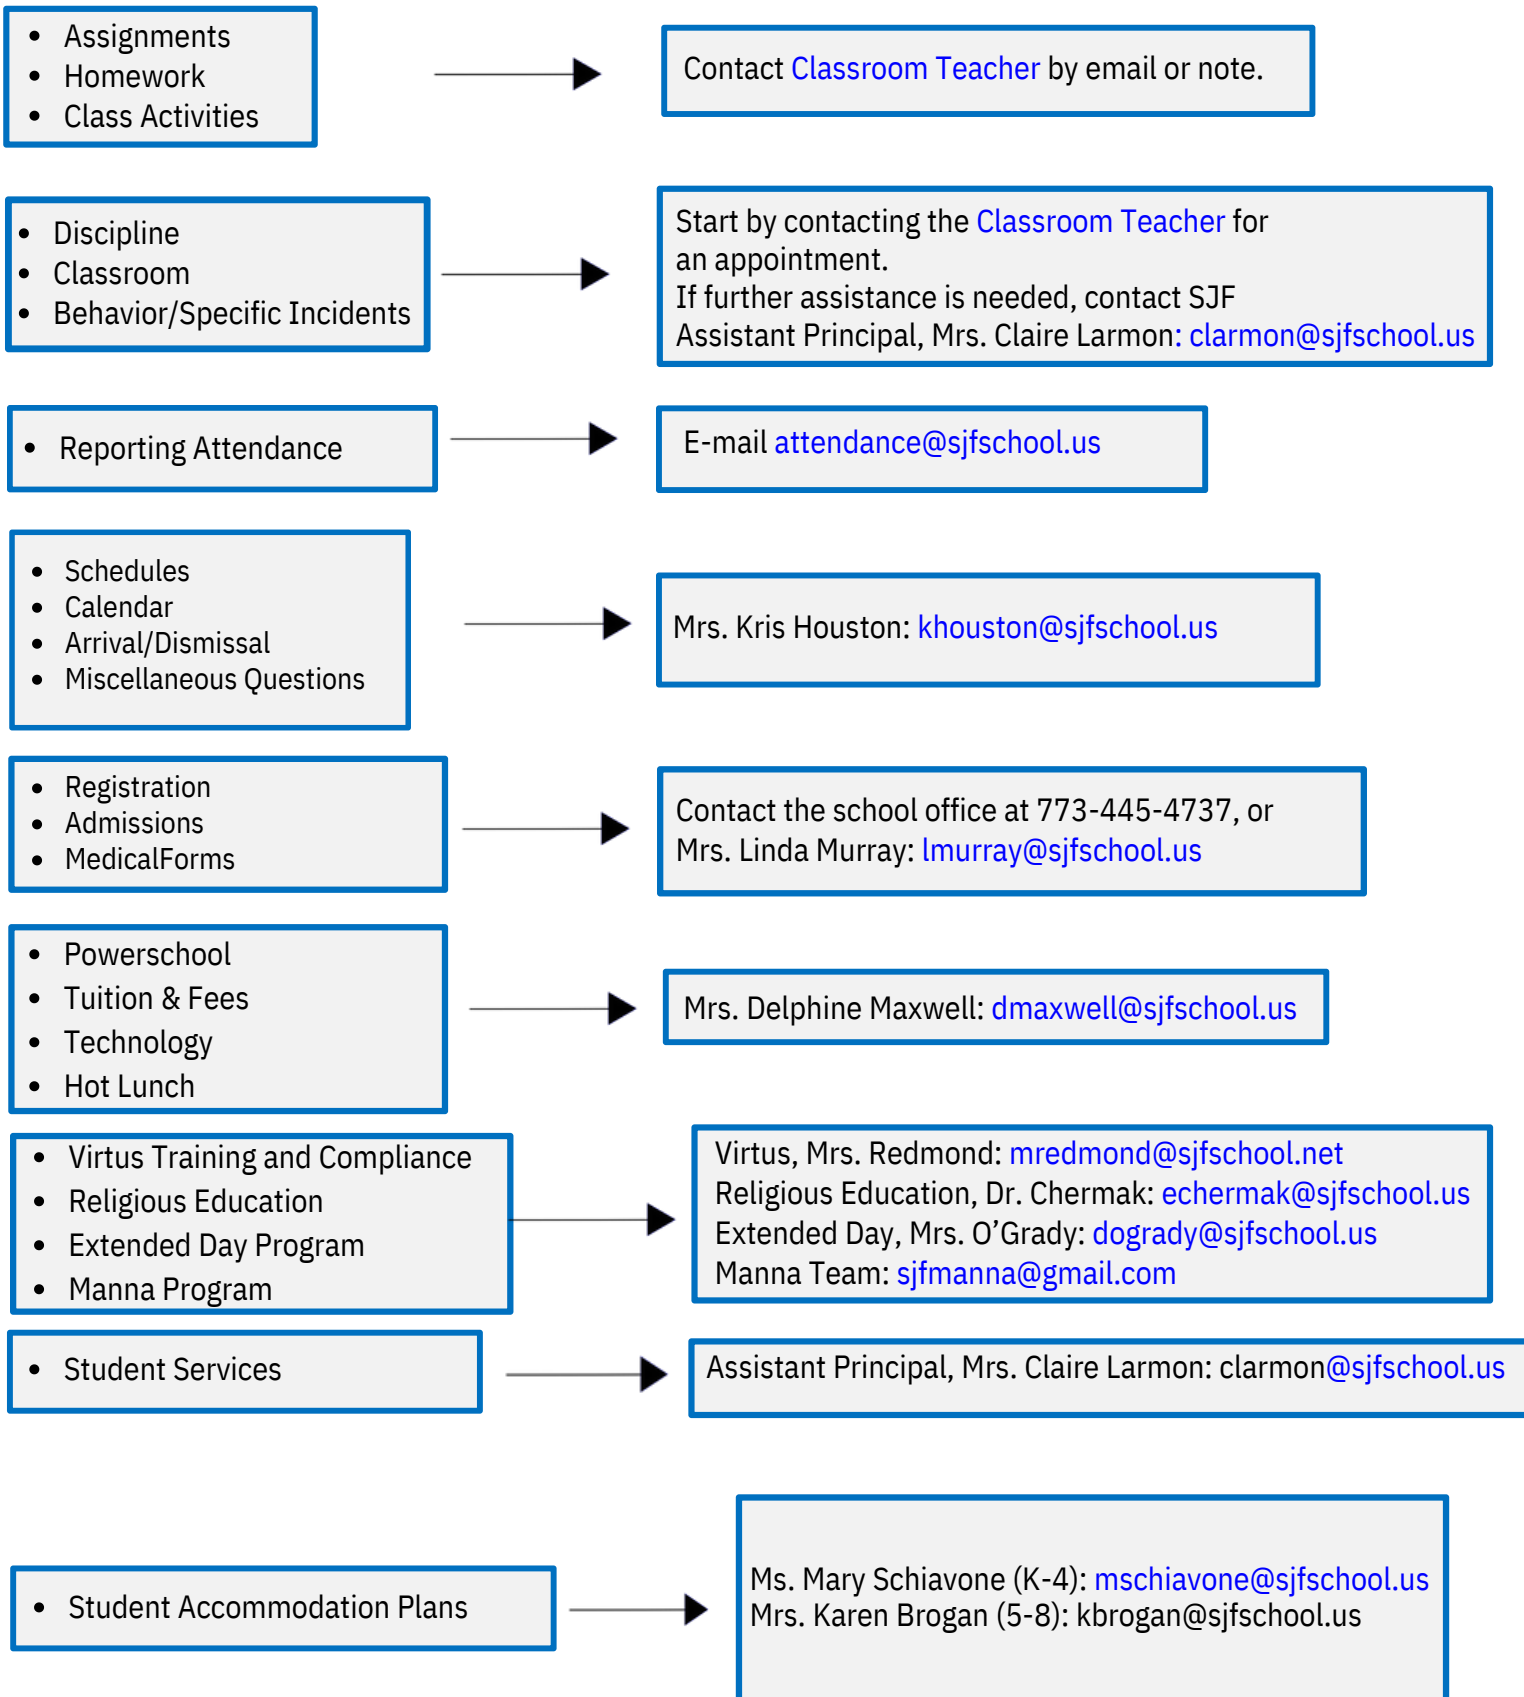 • Assignments
• Homework
• Class Activities
Contact Classroom Teacher by email or note.
• Discipline
• Classroom
• Behavior/Specific Incidents
Start by contacting the Classroom Teacher for
an appointment.
If further assistance is needed, contact SJF
Assistant Principal, Mrs. Claire Larmon: clarmon@sjfschool.us
• Reporting Attendance
E-mail attendance@sjfschool.us
• Schedules
• Calendar
• Arrival/Dismissal
• Miscellaneous Questions
Mrs. Kris Houston: khouston@sjfschool.us
• Registration
• Admissions
• MedicalForms
Contact the school office at 773-445-4737, or
Mrs. Linda Murray: lmurray@sjfschool.us
• Powerschool
• Tuition & Fees
• Technology
• Hot Lunch
Mrs. Delphine Maxwell: dmaxwell@sjfschool.us
• Virtus Training and Compliance
• Religious Education
• Extended Day Program
• Manna Program
Virtus, Mrs. Redmond: mredmond@sjfschool.net
Religious Education, Dr. Chermak: echermak@sjfschool.us
Extended Day, Mrs. O’Grady: dogrady@sjfschool.us
Manna Team: sjfmanna@gmail.com
• Student Services
Assistant Principal, Mrs. Claire Larmon: clarmon@sjfschool.us
• Student Accommodation Plans
Ms. Mary Schiavone (K-4): mschiavone@sjfschool.us
Mrs. Karen Brogan (5-8): kbrogan@sjfschool.us